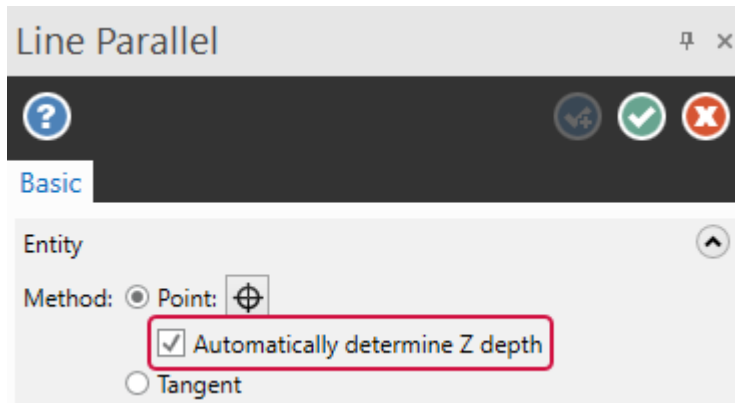 Line Parallel
Basic
Entity
Method: Point:
Automatically determine Z depth
Tangent